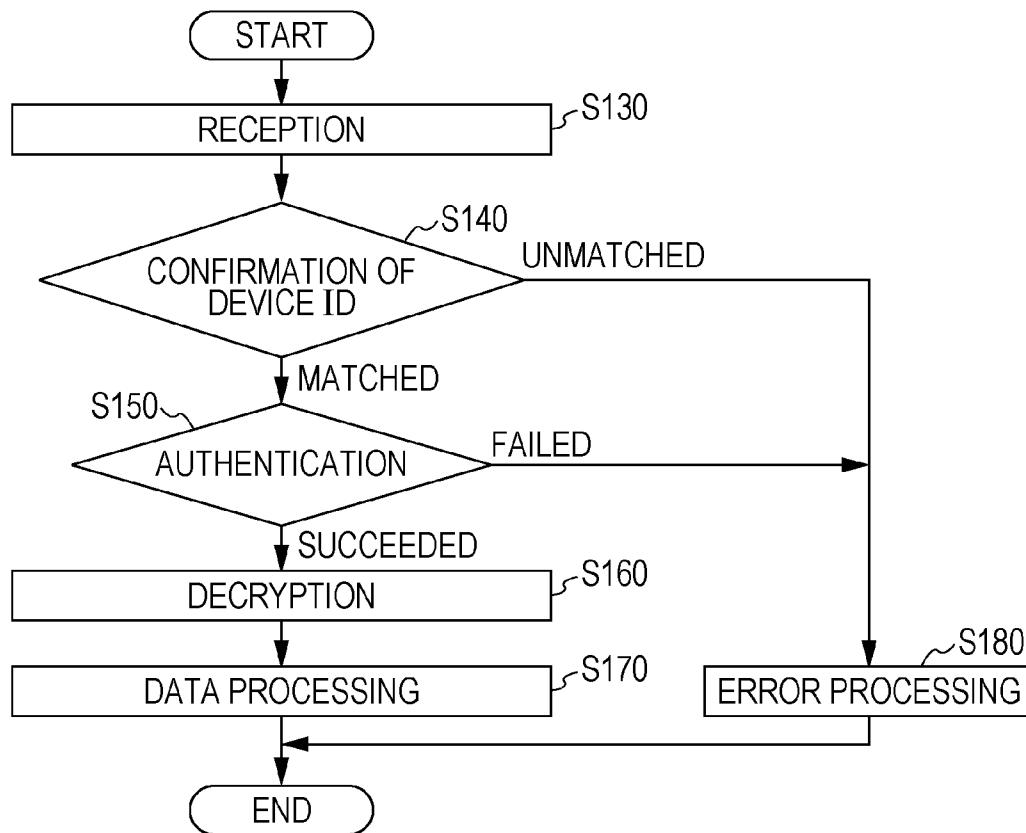 START
S130
RECEPTION
S140
UNMATCHED
CONFIRMATION OF
DEVICE ID
MATCHED
S150
FAILED
AUTHENTICATION
SUCCEEDED
S160
DECRYPTION
S170
S180
DATA PROCESSING
ERROR PROCESSING
END